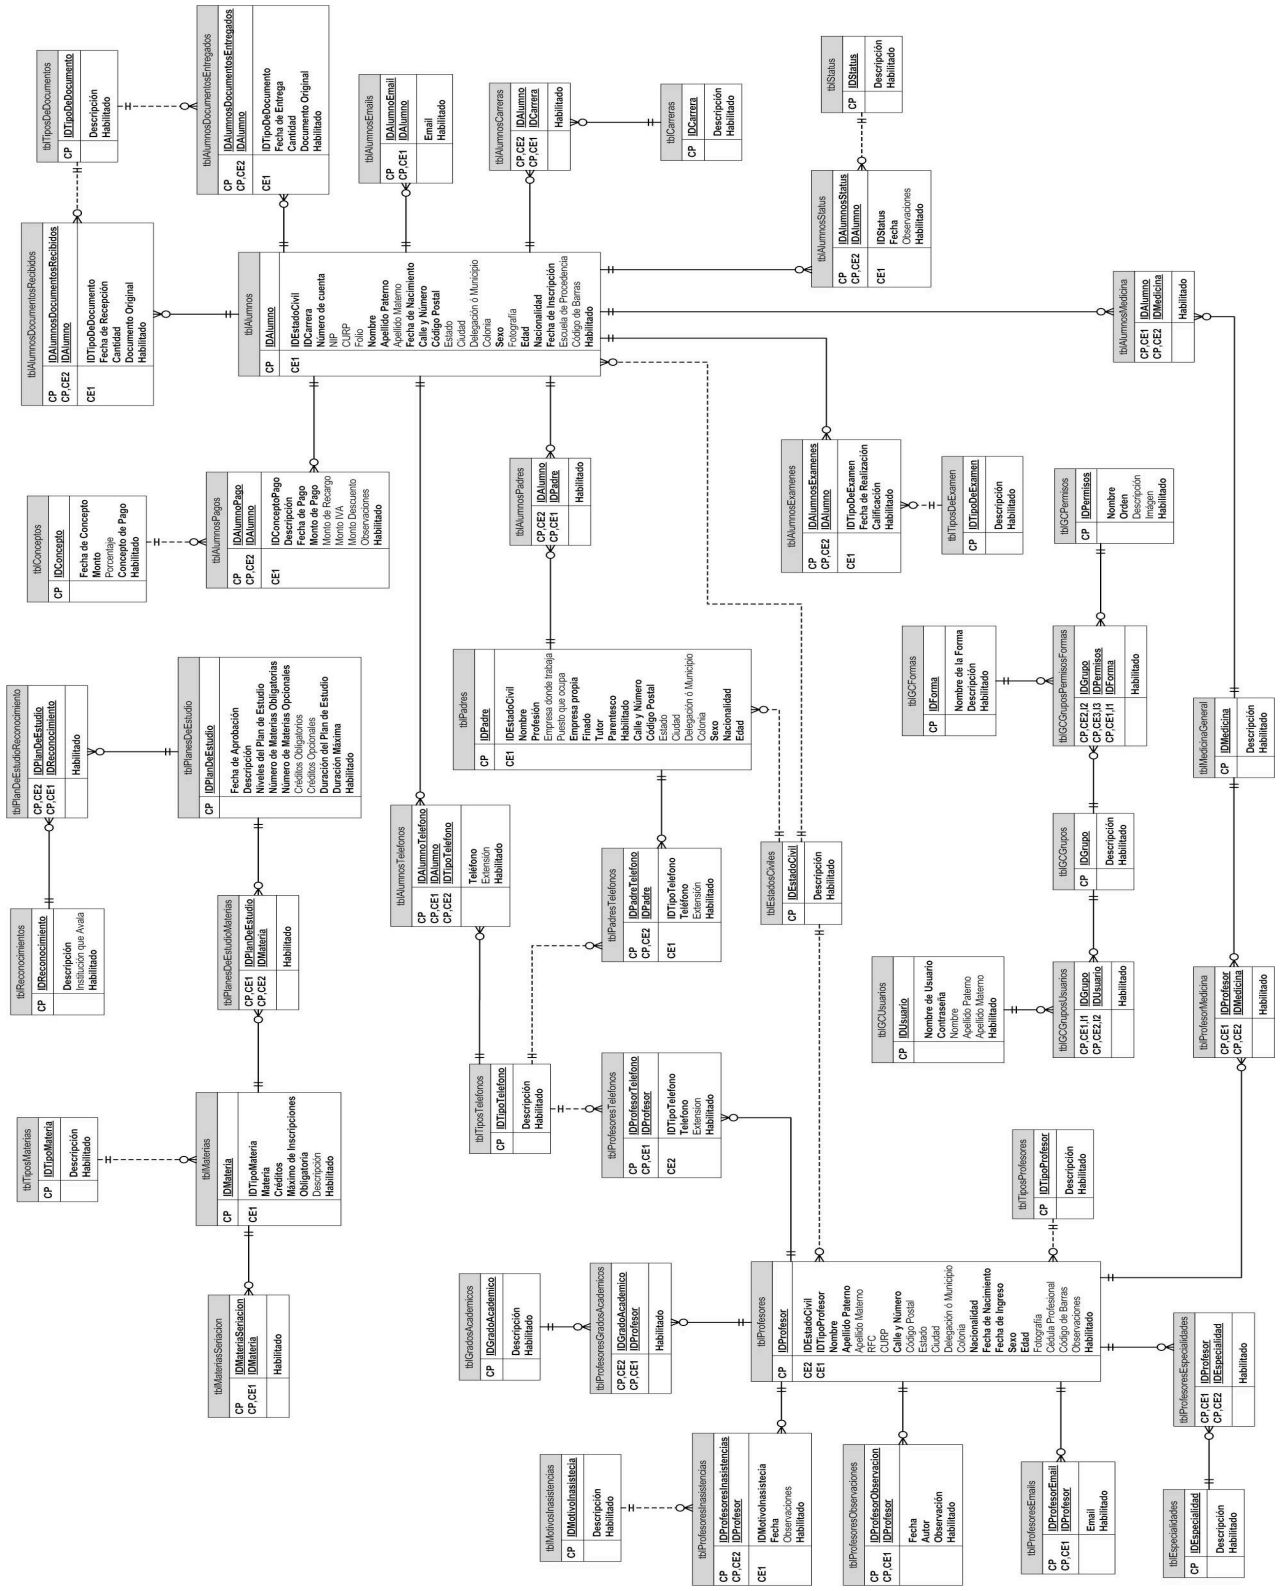 tblTiposDeDocumentos
CP IDTipoDeDocumento
Descripción
Habilitado
tblAlumnosDocumentosEntregados
CP IDAlumnosDocumentosEntregados
CP,CE2 IDAlumno
CE1 IDTipoDeDocumento
Fecha de Entrega
Cantidad
Documento Original
Habilitado
tblAlumnosEmails
CP IDAlumnoEmail
CP,CE1 IDAlumno
Email
Habilitado
tblAlumnosCarreras
CP,CE2 IDAlumno
CP,CE1 IDCarrera
Habilitado
tblCarreras
CP IDCarrera
Descripción
Habilitado
tblStatus
CP IDStatus
Descripción
Habilitado
tblAlumnosDocumentosRecibidos
CP IDAlumnosDocumentosRecibidos
CP,CE2 IDAlumno
CE1 IDTipoDeDocumento
Fecha de Recepción
Cantidad
Documento Original
Habilitado
tblAlumnos
CP IDAlumno
CE1 IDEstadoCivil
IDCarrera
Número de cuenta
NIP
CURP
Folio
Nombre
Apellido Paterno
Apellido Materno
Fecha de Nacimiento
Calle y Número
Código Postal
Estado
Ciudad
Delegación ó Municipio
Colonia
Sexo
Fotografía
Edad
Nacionalidad
Fecha de Inscripción
Escuela de Procedencia
Código de Barras
Habilitado
tblAlumnosStatus
CP IDAlumnosStatus
CP,CE2 IDAlumno
CE1 IDStatus
Fecha
Observaciones
Habilitado
tblAlumnosMedicina
CP,CE1 IDAlumno
CP,CE2 IDMedicina
Habilitado
tblConceptos
CP IDConcepto
Fecha de Concepto
Monto
Porcentaje
Concepto de Pago
Habilitado
tblAlumnosPagos
CP IDAlumnoPago
CP,CE2 IDAlumno
CE1 IDConceptoPago
Descripción
Fecha de Pago
Monto de Pago
Monto de Recargo
Monto IVA
Monto Descuento
Observaciones
Habilitado
tblAlumnosPadres
CP,CE2 IDAlumno
CP,CE1 IDPadre
Habilitado
tblAlumnosExamenes
CP IDAlumnosExamenes
CP,CE2 IDAlumno
CE1 IDTipoDeExamen
Fecha de Realización
Calificación
Habilitado
tblTiposDeExamen
CP IDTipoDeExamen
Descripción
Habilitado
tblGCPermisos
CP IDPermisos
Nombre
Orden
Descripción
Imágen
Habilitado
tblPlanDeEstudioReconocimiento
CP,CE2 IDPlanDeEstudio
CP,CE1 IDReconocimiento
Habilitado
tblPlanesDeEstudio
CP IDPlanDeEstudio
Fecha de Aprobación
Descripción
Niveles del Plan de Estudio
Número de Materias Obligatorias
Número de Materias Opcionales
Créditos Obligatorios
Créditos Opcionales
Duración del Plan de Estudio
Duración Máxima
Habilitado
tblPadres
CP IDPadre
CE1 IDEstadoCivil
Nombre
Profesión
Empresa donde trabaja
Puesto que ocupa
Empresa propia
Finado
Tutor
Parentesco
Habilitado
Calle y Número
Código Postal
Estado
Ciudad
Delegación ó Municipio
Colonia
Sexo
Nacionalidad
Edad
tblGCFormas
CP IDForma
Nombre de la Forma
Descripción
Habilitado
tblGCGruposPermisosFormas
CP,CE2,I2 IDGrupo
CP,CE3,I3 IDPermisos
CP,CE1,I1 IDForma
Habilitado
tblMedicinaGeneral
CP IDMedicina
Descripción
Habilitado
tblReconocimientos
CP IDReconocimiento
Descripción
Institución que Avala
Habilitado
tblPlanesDeEstudioMaterias
CP,CE1 IDPlanDeEstudio
CP,CE2 IDMateria
Habilitado
tblAlumnosTelefonos
CP IDAlumnoTelefono
CP,CE1 IDAlumno
CP,CE2 IDTipoTelefono
Teléfono
Extensión
Habilitado
tblPadresTelefonos
CP IDPadreTelefono
CP,CE2 IDPadre
CE1 IDTipoTelefono
Teléfono
Extensión
Habilitado
tblEstadosCiviles
CP IDEstadoCivil
Descripción
Habilitado
tblGCGrupos
CP IDGrupo
Descripción
Habilitado
tblGCUsuarios
CP IDUsuario
Nombre de Usuario
Contraseña
Nombre
Apellido Paterno
Apellido Materno
Habilitado
tblGCGruposUsuarios
CP,CE1,I1 IDGrupo
CP,CE2,I2 IDUsuario
Habilitado
tblProfesorMedicina
CP,CE1 IDProfesor
CP,CE2 IDMedicina
Habilitado
tblTiposMaterias
CP IDTipoMateria
Descripción
Habilitado
tblMaterias
CP IDMateria
CE1 IDTipoMateria
Materia
Créditos
Máximo de Inscripciones
Obligatoria
Descripción
Habilitado
tblTiposTelefonos
CP IDTipoTelefono
Descripción
Habilitado
tblProfesoresTelefonos
CP IDProfesorTelefono
CP,CE1 IDProfesor
CE2 IDTipoTelefono
Telefono
Extension
Habilitado
tblTiposProfesores
CP IDTipoProfesor
Descripción
Habilitado
tblMateriasSeriacion
CP IDMateriaSeriacion
CP,CE1 IDMateria
Habilitado
tblGradosAcademicos
CP IDGradoAcademico
Descripción
Habilitado
tblProfesoresGradosAcademicos
CP,CE2 IDGradoAcademico
CP,CE1 IDProfesor
Habilitado
tblProfesores
CP IDProfesor
CE2 IDEstadoCivil
CE1 IDTipoProfesor
Nombre
Apellido Paterno
Apellido Materno
RFC
CURP
Calle y Número
Código Postal
Estado
Ciudad
Delegación ó Municipio
Colonia
Nacionalidad
Fecha de Nacimiento
Fecha de Ingreso
Sexo
Edad
Fotografía
Cédula Profesional
Código de Barras
Observaciones
Habilitado
tblProfesoresEspecialidades
CP,CE1 IDProfesor
CP,CE2 IDEspecialidad
Habilitado
tblMotivosInasistencias
CP IDMotivoInasistecia
Descripción
Habilitado
tblProfesoresInasistencias
CP IDProfesoresInasistencias
CP,CE2 IDProfesor
CE1 IDMotivoInasistecia
Fecha
Observaciones
Habilitado
tblProfesoresObservaciones
CP IDProfesorObservacion
CP,CE1 IDProfesor
Fecha
Autor
Observación
Habilitado
tblProfesoresEmails
CP IDProfesorEmail
CP,CE1 IDProfesor
Email
Habilitado
tblEspecialidades
CP IDEspecialidad
Descripción
Habilitado